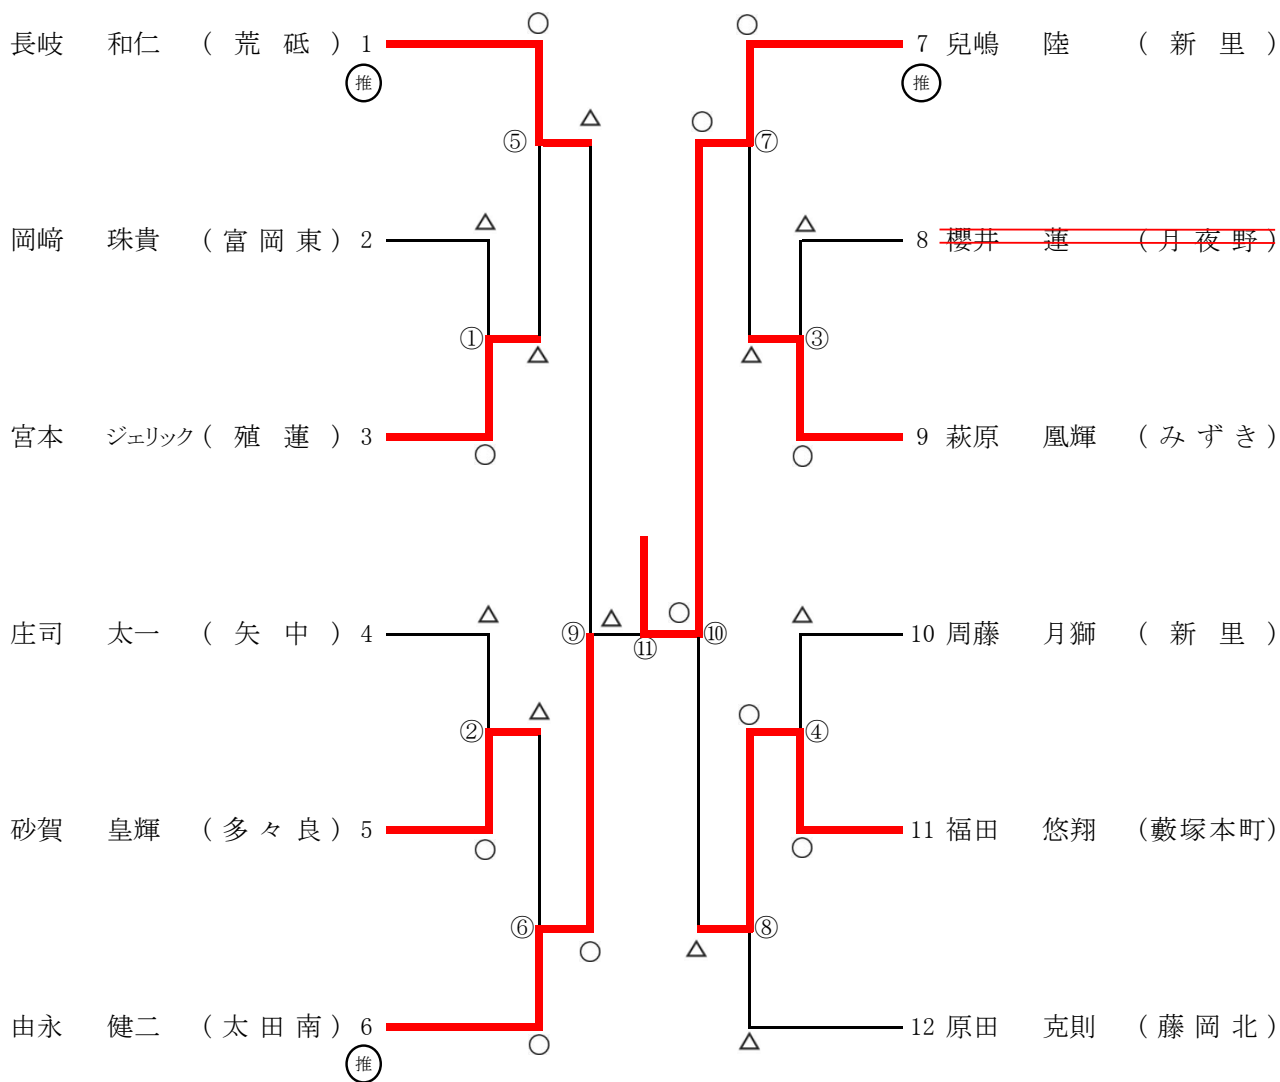 長岐 和仁 (荒砥) 1
推
岡﨑 珠貴 (富岡東) 2
宮本 ジェリック (殖蓮) 3
庄司 太一 (矢中) 4
砂賀 皇輝 (多々良) 5
由永 健二 (太田南) 6
推
○
△
⑤
△
①
△
○
△
②
△
○
⑥
○
○
⑨
△
⑪
○
⑩
○
○
⑦
△
③
△
○
△
○
④
○
⑧
△
△
7 兒嶋 陸 (新里)
推
8 櫻井 蓮 (月夜野)
9 萩原 凰輝 (みずき)
10 周藤 月獅 (新里)
11 福田 悠翔 (藪塚本町)
12 原田 克則 (藤岡北)